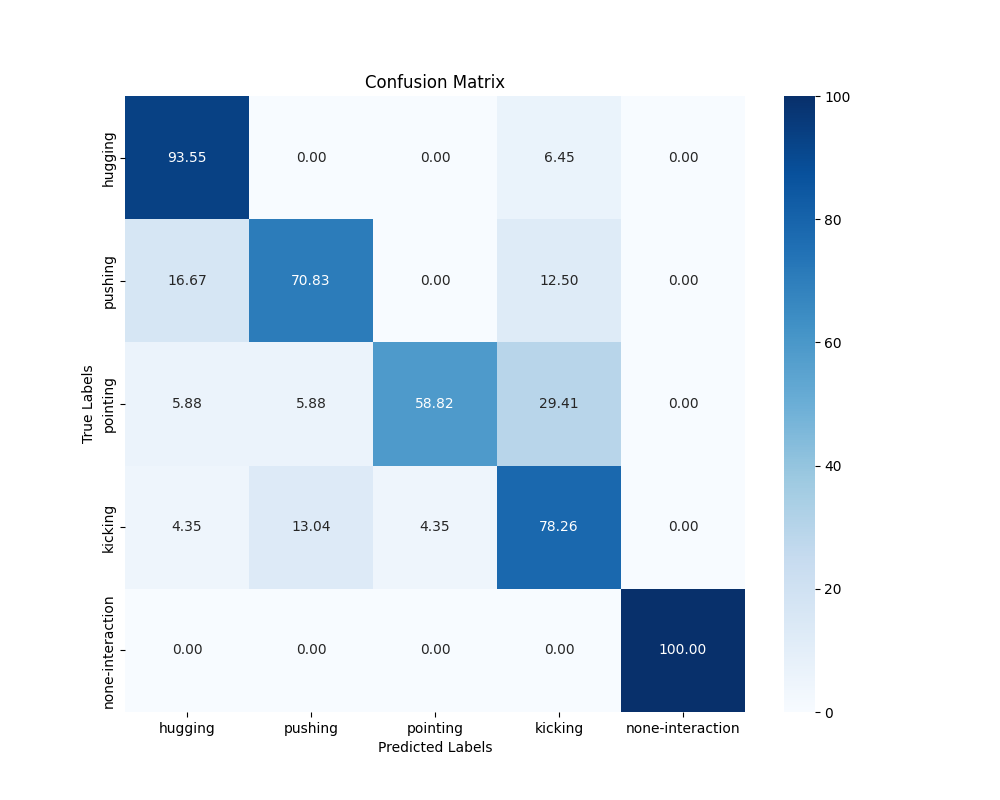 Confusion Matrix
True Labels
hugging
93.55 0.00 0.00 6.45 0.00
pushing
16.67 70.83 0.00 12.50 0.00
pointing
5.88 5.88 58.82 29.41 0.00
kicking
4.35 13.04 4.35 78.26 0.00
none-interaction
0.00 0.00 0.00 0.00 100.00
hugging pushing pointing kicking none-interaction
Predicted Labels
100
80
60
40
20
0